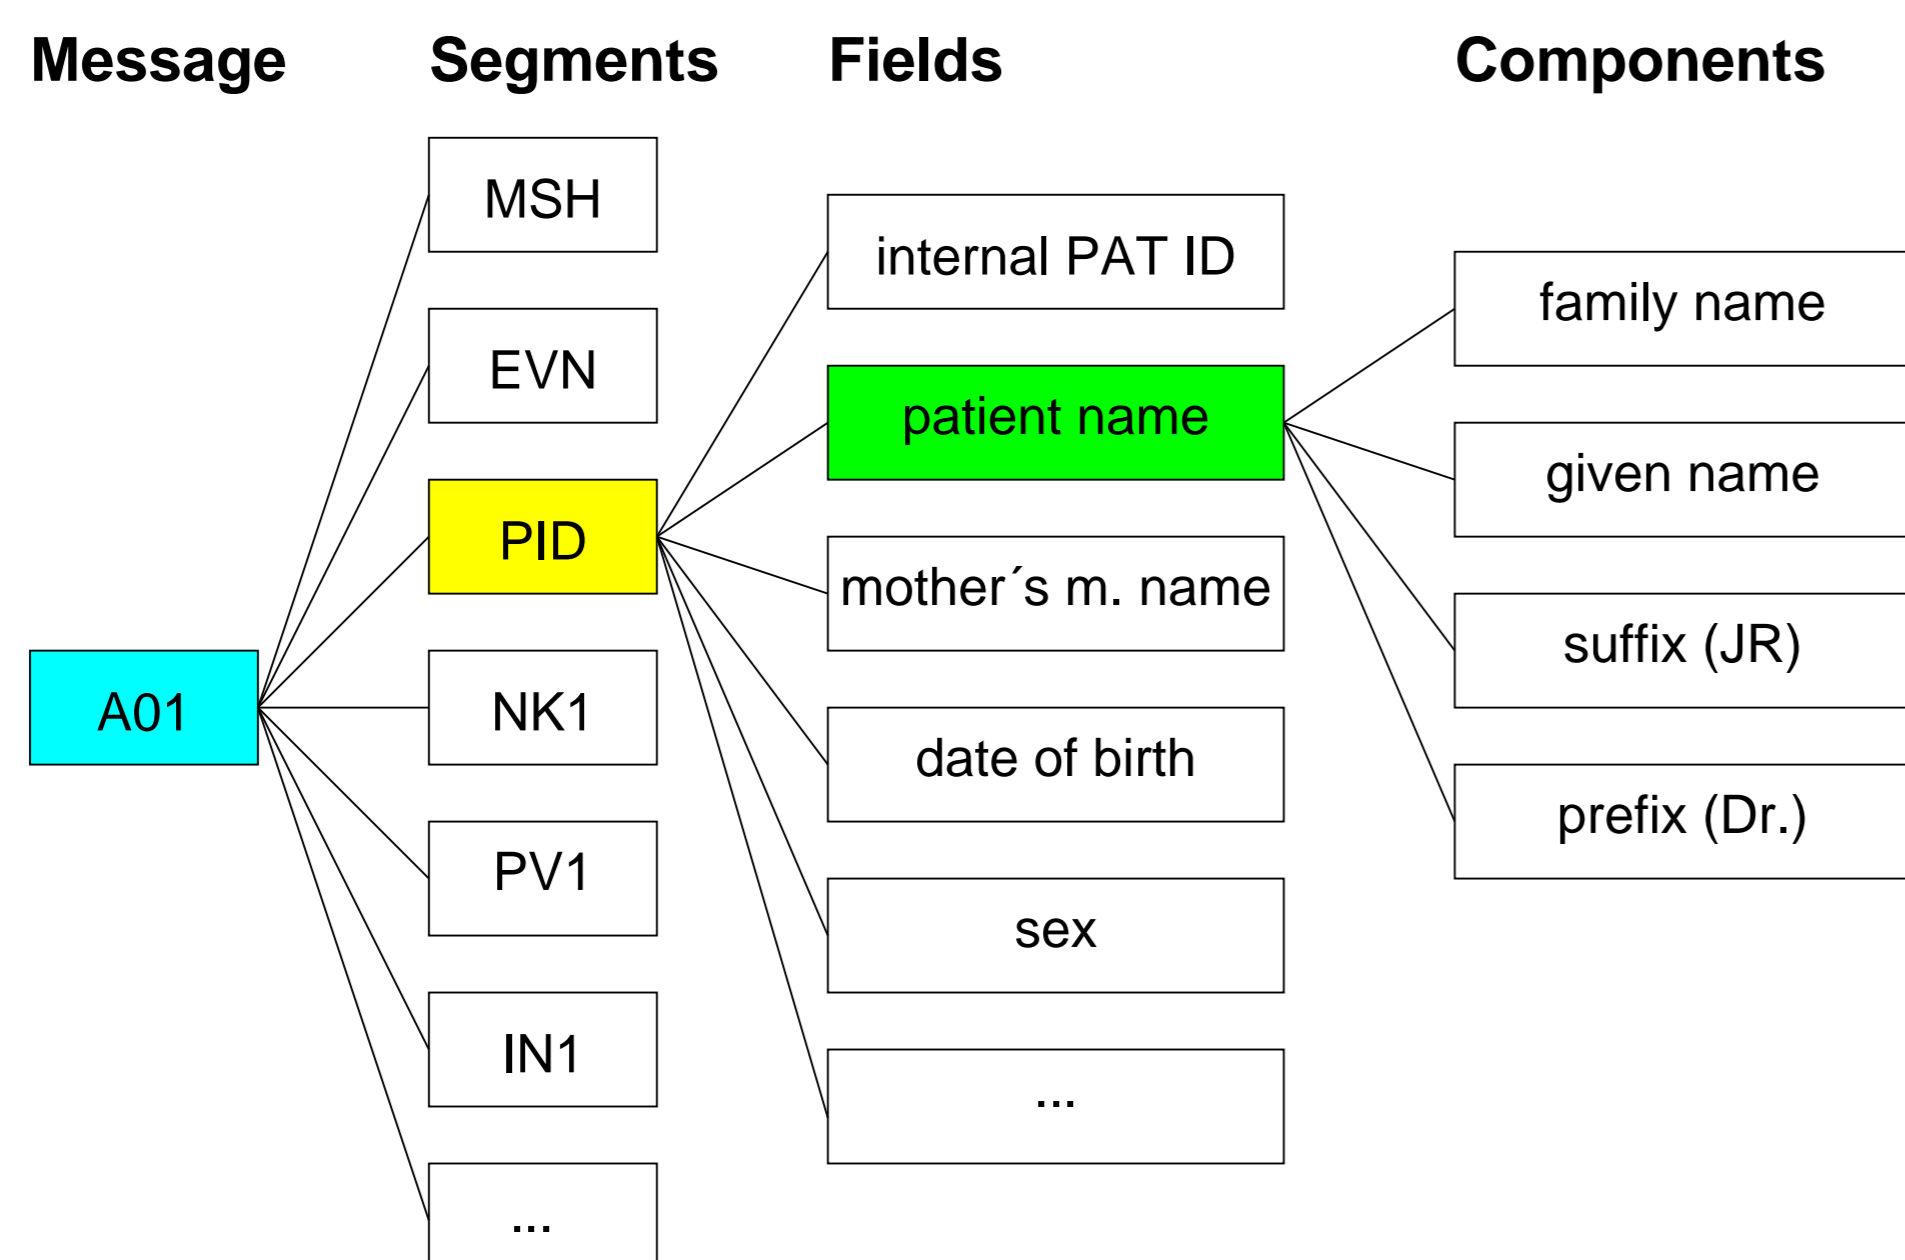 Message
Segments
Fields
Components
A01
MSH
EVN
PID
NK1
PV1
IN1
...
internal PAT ID
patient name
mother´s m. name
date of birth
sex
...
family name
given name
suffix (JR)
prefix (Dr.)